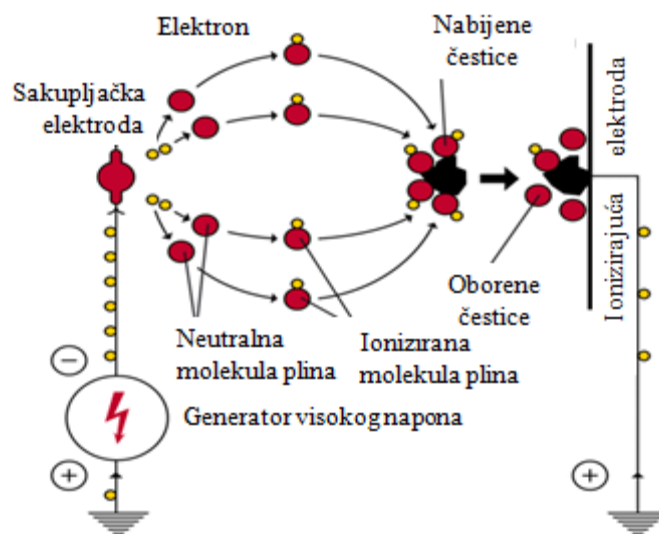 Elektron
Nabijene
čestice
Sakupljačka
elektroda
elektroda
Ionizirajuća
Oborene
čestice
Neutralna
molekula plina
Ionizirana
molekula plina
−
Generator visokog napona
+
+